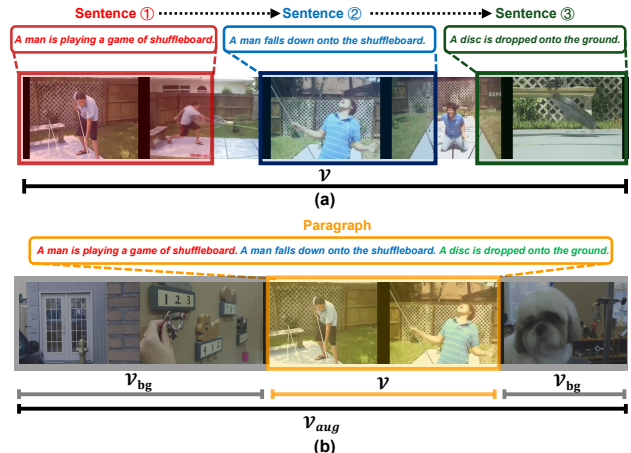 Sentence ① Sentence ② Sentence ③
A man is playing a game of shuffleboard. A man falls down onto the shuffleboard. A disc is dropped onto the ground.
𝒱
(a)
Paragraph
A man is playing a game of shuffleboard. A man falls down onto the shuffleboard. A disc is dropped onto the ground.
1 2 3
𝒱bg 𝒱 𝒱bg
𝒱aug
(b)